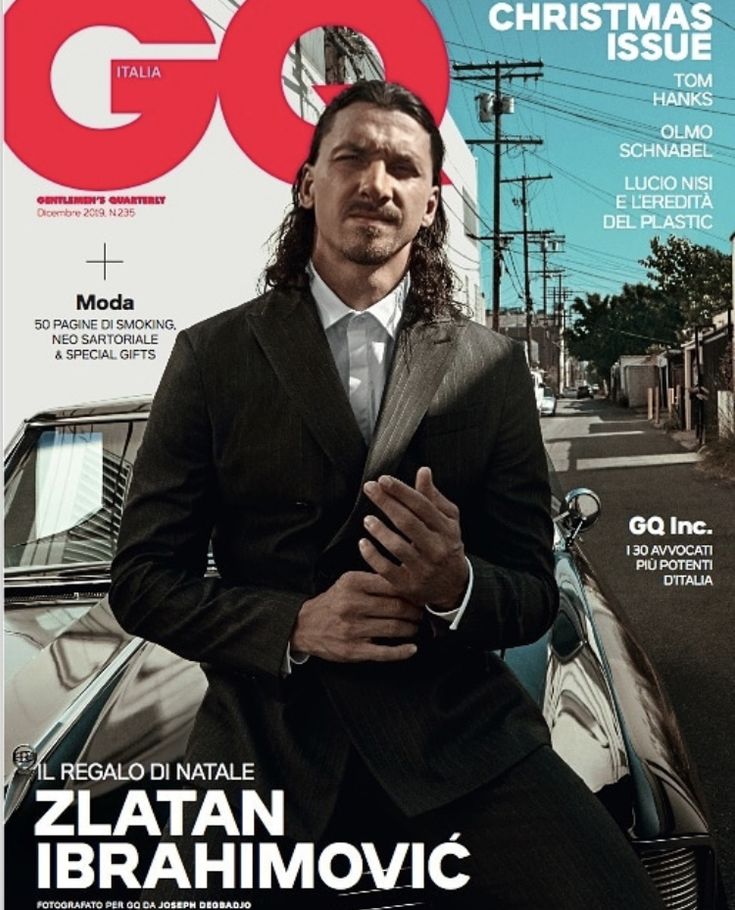 GQ
ITALIA
GENTLEMEN'S QUARTERLY
Dicembre 2019, N.235
CHRISTMAS
ISSUE
TOM
HANKS
OLMO
SCHNABEL
LUCIO NISI
E L'EREDITÀ
DEL PLASTIC
Moda
50 PAGINE DI SMOKING,
NEO SARTORIALE
& SPECIAL GIFTS
GQ Inc.
I 30 AVVOCATI
PIÙ POTENTI
D'ITALIA
IL REGALO DI NATALE
ZLATAN
IBRAHIMOVIĆ
FOTOGRAFATO PER GQ DA JOSEPH DEGBADJO